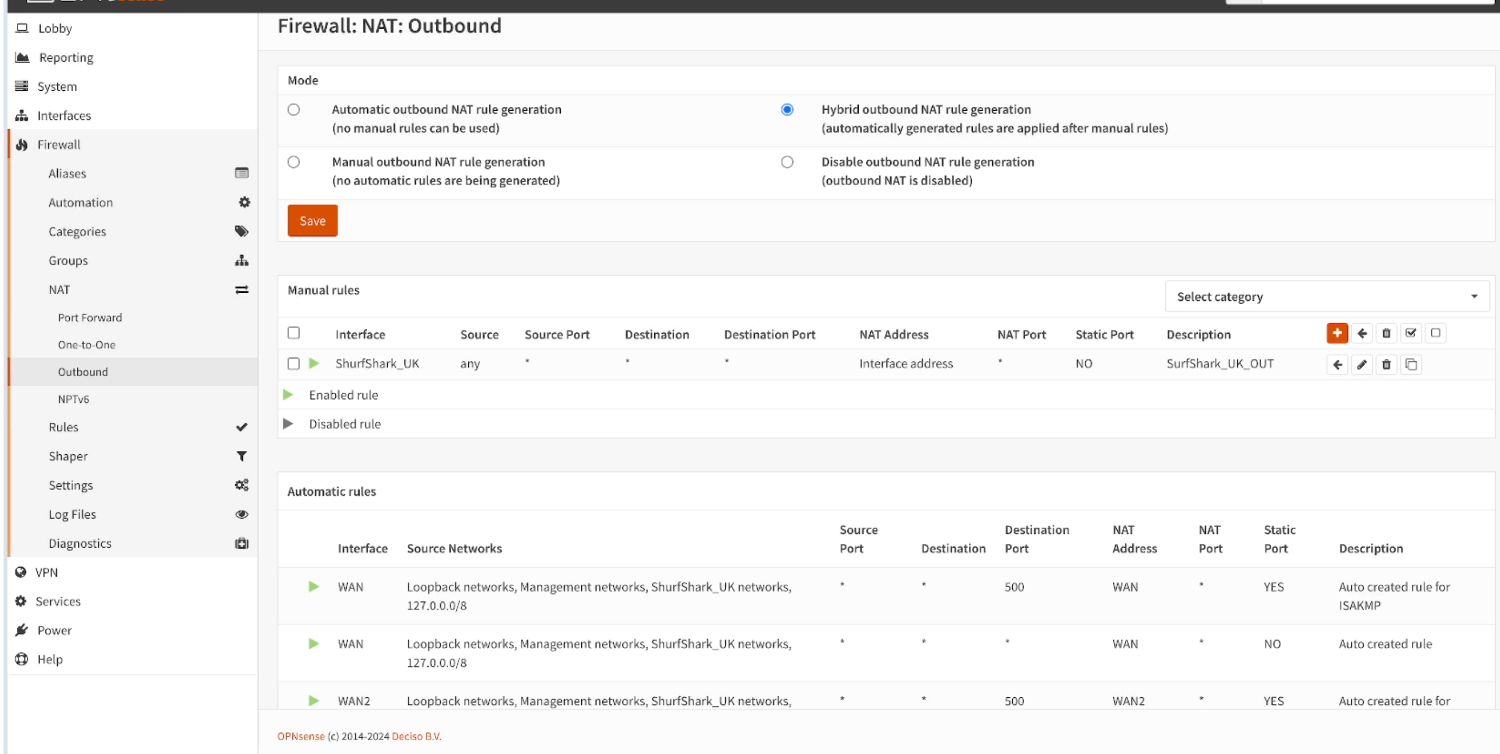 Firewall: NAT: Outbound
Lobby
Reporting
System
Interfaces
Firewall
Aliases
Automation
Categories
Groups
NAT
Port Forward
One-to-One
Outbound
NPTv6
Rules
Shaper
Settings
Log Files
Diagnostics
VPN
Services
Power
Help
Mode
Automatic outbound NAT rule generation
(no manual rules can be used)
Hybrid outbound NAT rule generation
(automatically generated rules are applied after manual rules)
Manual outbound NAT rule generation
(no automatic rules are being generated)
Disable outbound NAT rule generation
(outbound NAT is disabled)
Save
Manual rules
Select category
Interface Source Source Port Destination Destination Port NAT Address NAT Port Static Port Description
ShurfShark_UK any * * * Interface address * NO SurfShark_UK_OUT
Enabled rule
Disabled rule
Automatic rules
Interface Source Networks Source Port Destination Destination Port NAT Address NAT Port Static Port Description
WAN Loopback networks, Management networks, ShurfShark_UK networks, * * 500 WAN * YES Auto created rule for
127.0.0.0/8 ISAKMP
WAN Loopback networks, Management networks, ShurfShark_UK networks, * * * WAN * NO Auto created rule
127.0.0.0/8
WAN2 Loopback networks, Management networks, ShurfShark_UK networks, * * 500 WAN2 * YES Auto created rule for
OPNsense (c) 2014-2024 Deciso B.V.